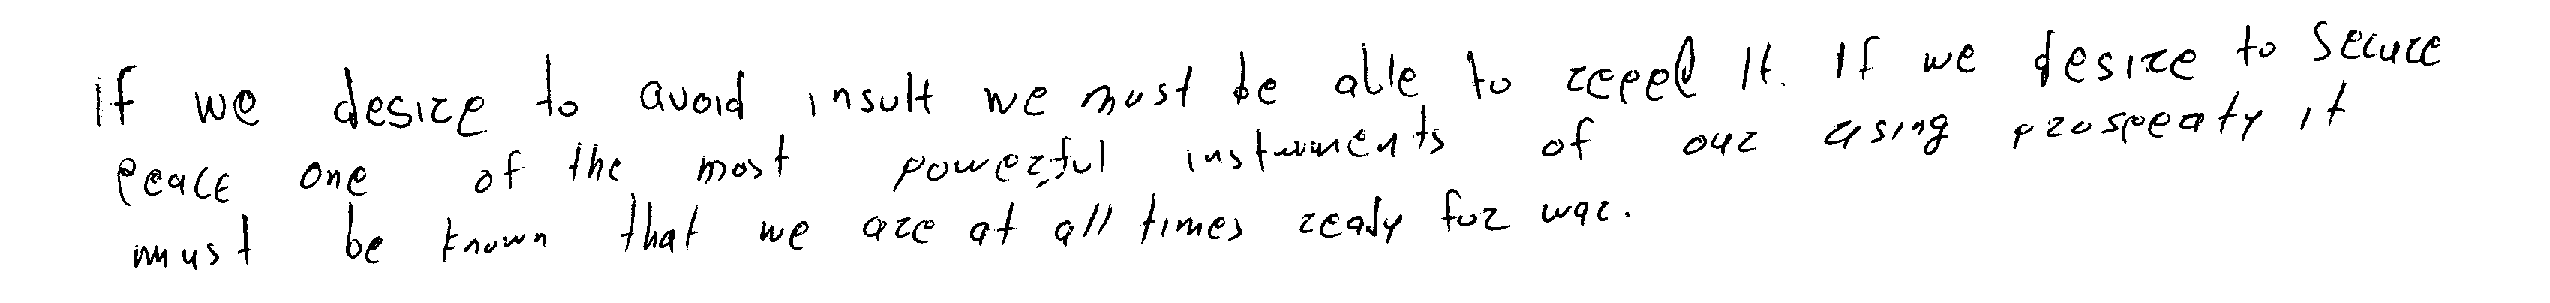 If we desire to avoid insult we must be able to repel it. If we desire to secure
peace one of the most powerful instruments of our rising prosperity it
must be known that we are at all times ready for war.